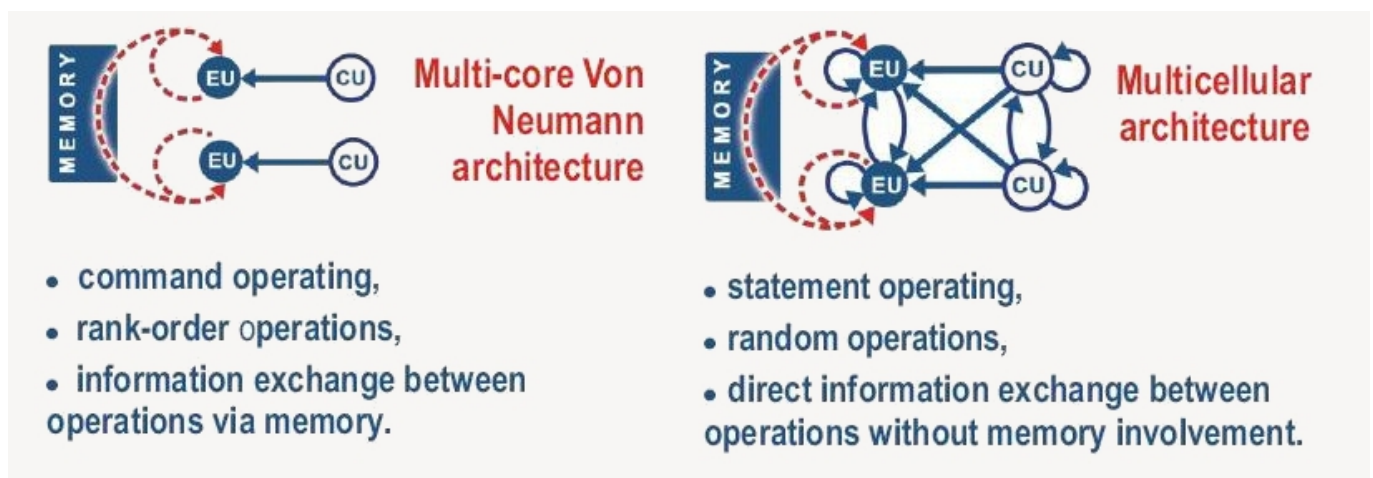 MEMORY
EU
CU
EU
CU
Multi-core Von
Neumann
architecture
• command operating,
• rank-order operations,
• information exchange between
operations via memory.
MEMORY
EU
CU
EU
CU
Multicellular
architecture
• statement operating,
• random operations,
• direct information exchange between
operations without memory involvement.